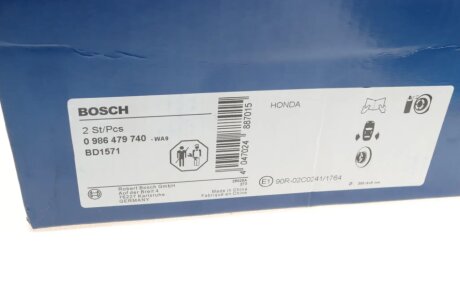 BOSCH
HONDA
2 St/Pcs
0 986 479 740 -WA9
BD1571
4 047024 887015
Robert Bosch GmbH
Auf der Breit 4
76227 Karlsruhe
GERMANY
Made in China
Fabriqué en Chine
E1 90R-02C0241/1764